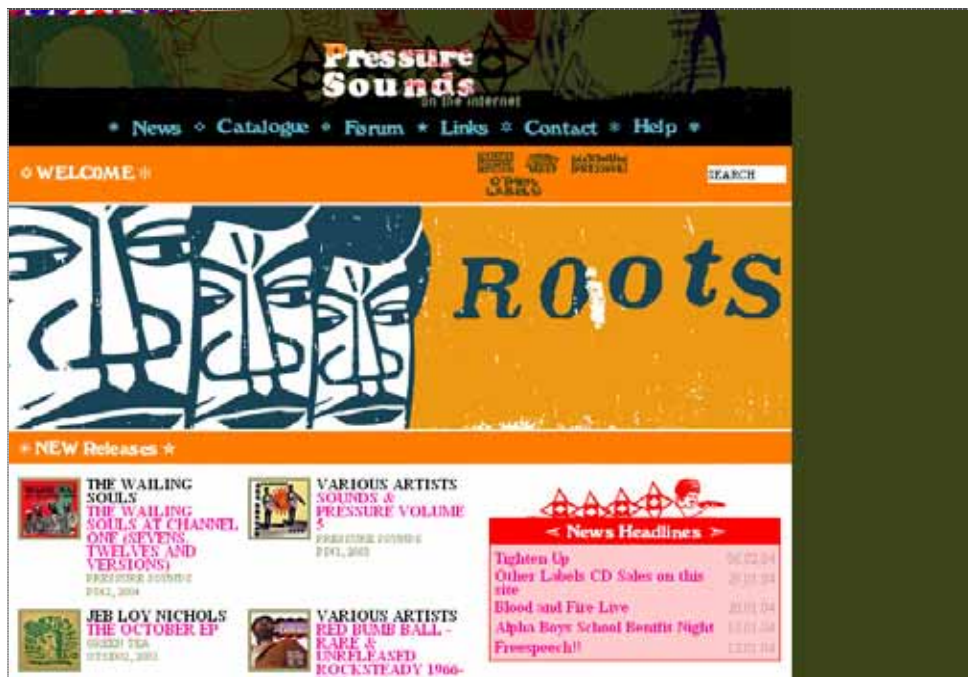 Pressure
Sounds
on the internet
News Catalogue Forum Links Contact Help
WELCOME
SEARCH
Roots
NEW Releases
THE WAILING
SOULS
THE WAILING
SOULS AT CHANNEL
ONE (SEVENS,
TWELVES AND
VERSIONS)
PRESSURE SOUNDS
2004
VARIOUS ARTISTS
SOUNDS &
PRESSURE VOLUME
5
PRESSURE SOUNDS
2003
JEB LOY NICHOLS
THE OCTOBER EP
GREEN TEA
VARIOUS ARTISTS
RED BUMB BALL -
RARE &
UNRELEASED
ROCKSTEADY 1966-
News Headlines
Tighten Up
Other Labels CD Sales on this
site
Blood and Fire Live
Alpha Boys School Benifit Night
Freespeech!!